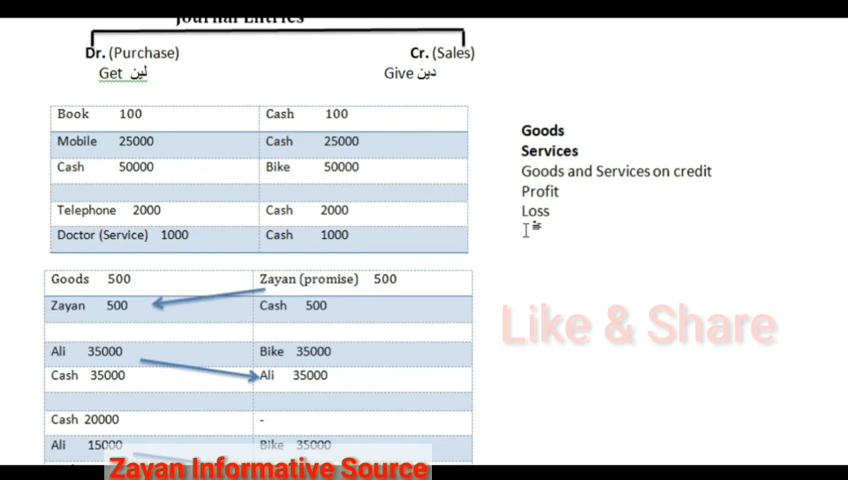 Journal Entries
Dr. (Purchase) Cr. (Sales)
Get لین Give دین
Book 100 Cash 100
Mobile 25000 Cash 25000
Cash 50000 Bike 50000
Telephone 2000 Cash 2000
Doctor (Service) 1000 Cash 1000
Goods 500 Zayan (promise) 500
Zayan 500 Cash 500
Ali 35000 Bike 35000
Cash 35000 Ali 35000
Cash 20000 -
Ali 15000 Bike 35000
Goods
Services
Goods and Services on credit
Profit
Loss
Like & Share
Zayan Informative Source